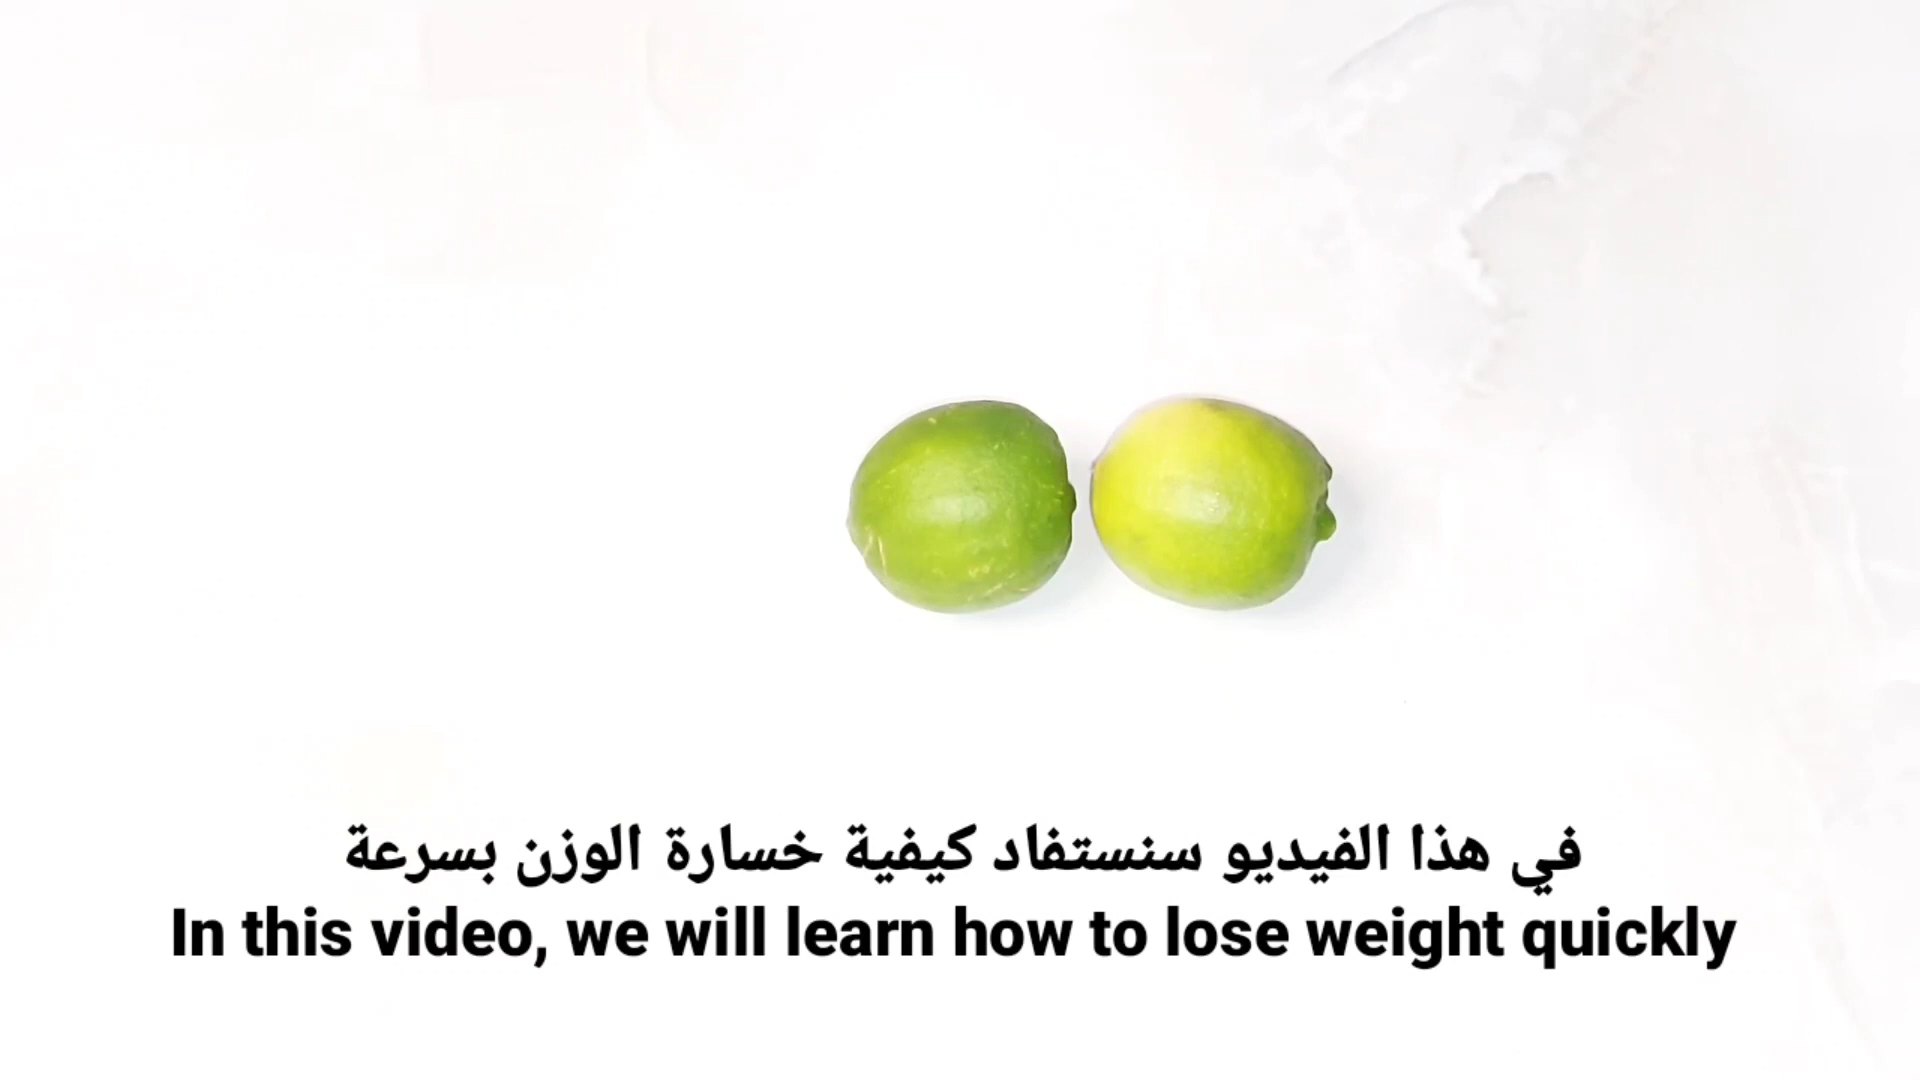 في هذا الفيديو سنستفاد كيفية خسارة الوزن بسرعة
In this video, we will learn how to lose weight quickly